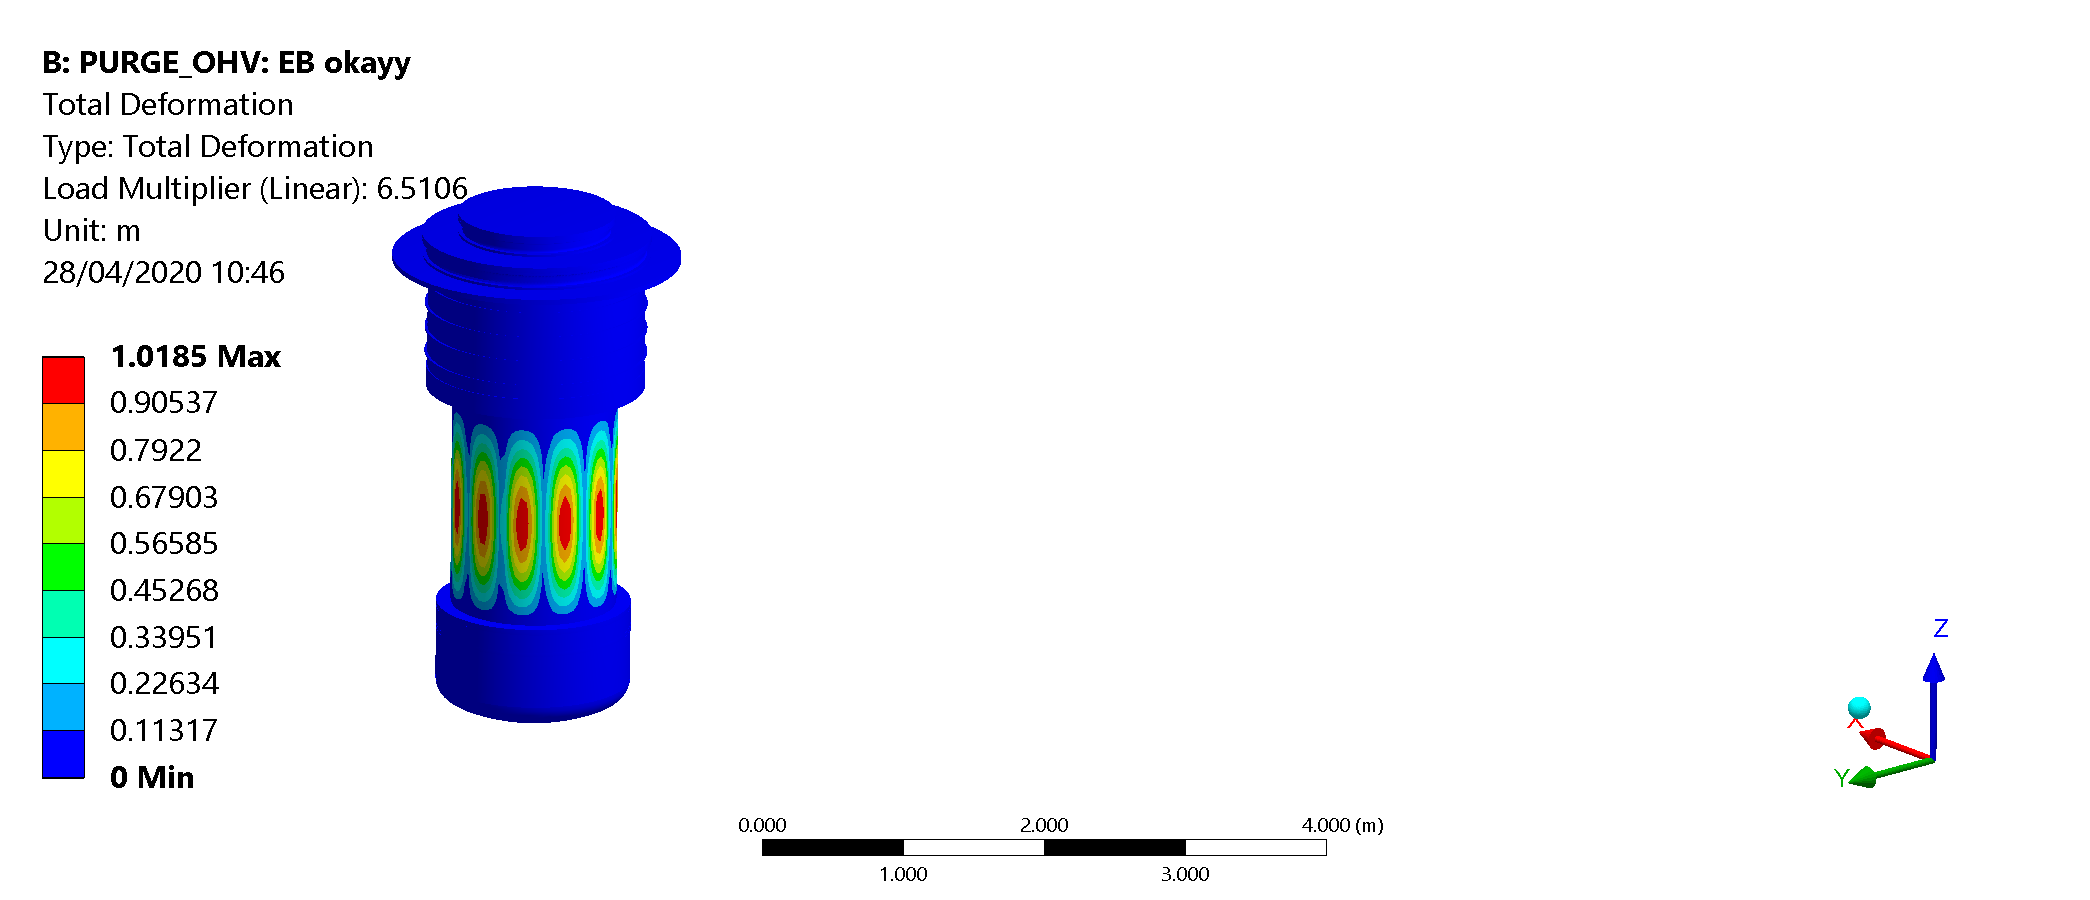 B: PURGE_OHV: EB okayy
Total Deformation
Type: Total Deformation
Load Multiplier (Linear): 6.5106
Unit: m
28/04/2020 10:46
1.0185 Max
0.90537
0.7922
0.67903
0.56585
0.45268
0.33951
0.22634
0.11317
0 Min
Z
X
Y
0.000 2.000 4.000 (m)
1.000 3.000